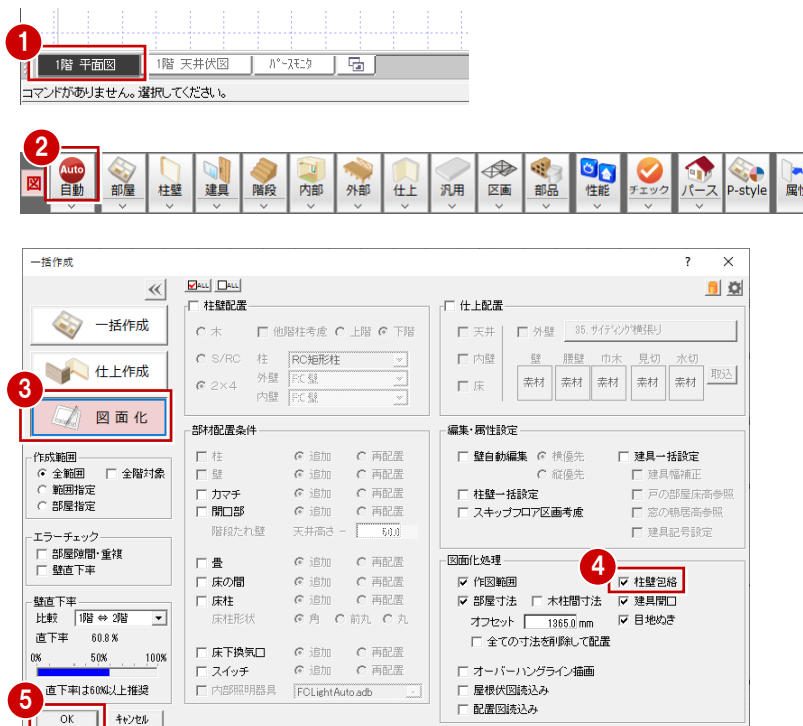 1
1階 平面図 1階 天井伏図 パースモニタ
コマンドがありません。選択してください。
2
図 Auto 自動 部屋 柱壁 建具 階段 内部 外部 仕上 汎用 区画 部品 性能 チェック パース P-style 属性
一括作成 ? ×
ALL ALL
一括作成
仕上作成
3
図面化
作成範囲
全範囲 全階対象
範囲指定
部屋指定
エラーチェック
部屋隙間・重複
壁直下率
壁直下率
比較 1階 ⇔ 2階
直下率 60.8 %
0% 50% 100%
直下率は60%以上推奨
5
OK キャンセル
柱壁配置
木 他階柱考慮 上階 下階
S/RC 柱 RC矩形柱
2×4 外壁 RC壁
内壁 RC壁
部材配置条件
柱 追加 再配置
壁 追加 再配置
カマチ 追加 再配置
開口部 追加 再配置
階段たれ壁 天井高さ － 50.0
畳 追加 再配置
床の間 追加 再配置
床柱 追加 再配置
床柱形状 角 前丸 丸
床下換気口 追加 再配置
スイッチ 追加 再配置
内部照明器具 FCLightAuto.adb
仕上配置
天井 外壁 35. サイディング横張り
内壁 壁 腰壁 巾木 見切 水切
床 素材 素材 素材 素材 素材 取込
編集・属性設定
壁自動編集 横優先 建具一括設定
縦優先 建具幅補正
柱壁一括設定 戸の部屋床高参照
スキップフロア区画考慮 窓の鴨居高参照
建具記号設定
図面化処理
4
作図範囲 柱壁包絡
部屋寸法 木柱間寸法 建具開口
オフセット 1365.0 mm 目地ぬき
全ての寸法を削除して配置
オーバーハングライン描画
屋根伏図読込み
配置図読込み